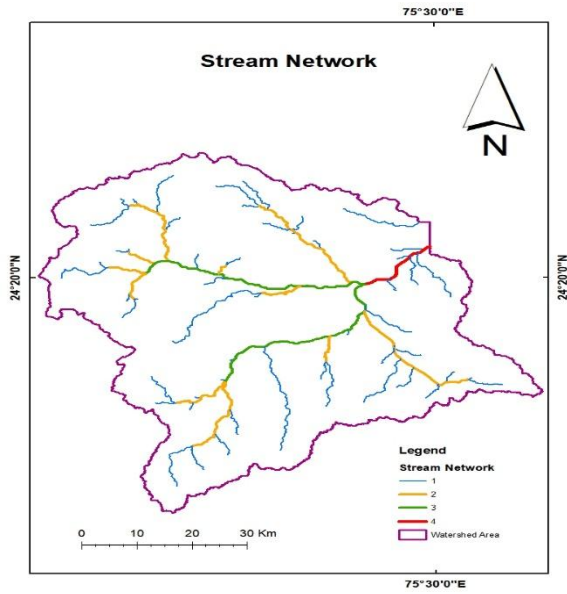 75°30'0"E
Stream Network
N
24°20'0"N
24°20'0"N
Legend
Stream Network
1
2
3
4
Watershed Area
0 10 20 30 Km
75°30'0"E